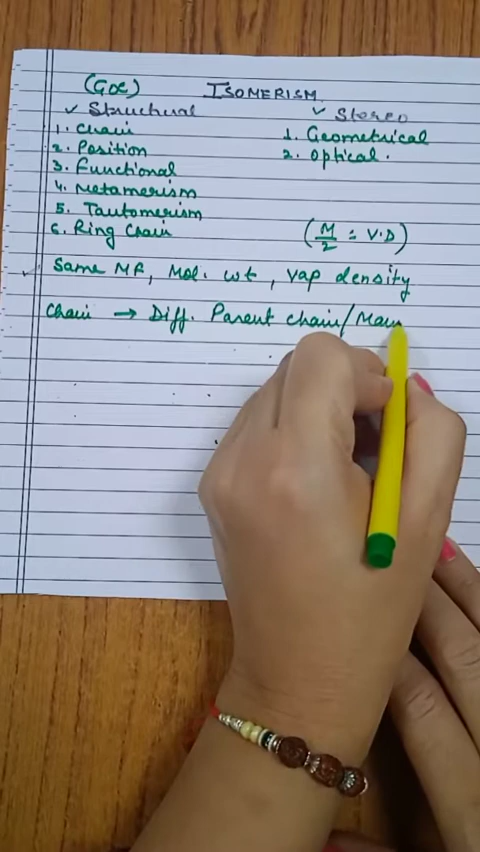 (GOC) ISOMERISM
✓ Structural ✓ Stereo
1. Chain 1. Geometrical
2. Position 2. Optical.
3. Functional
4. Metamerism
5. Tautomerism
6. Ring Chain (M/2 = V.D)
✓ Same MF, Mol. wt, Vap density
Chain → Diff. Parent chain/Main